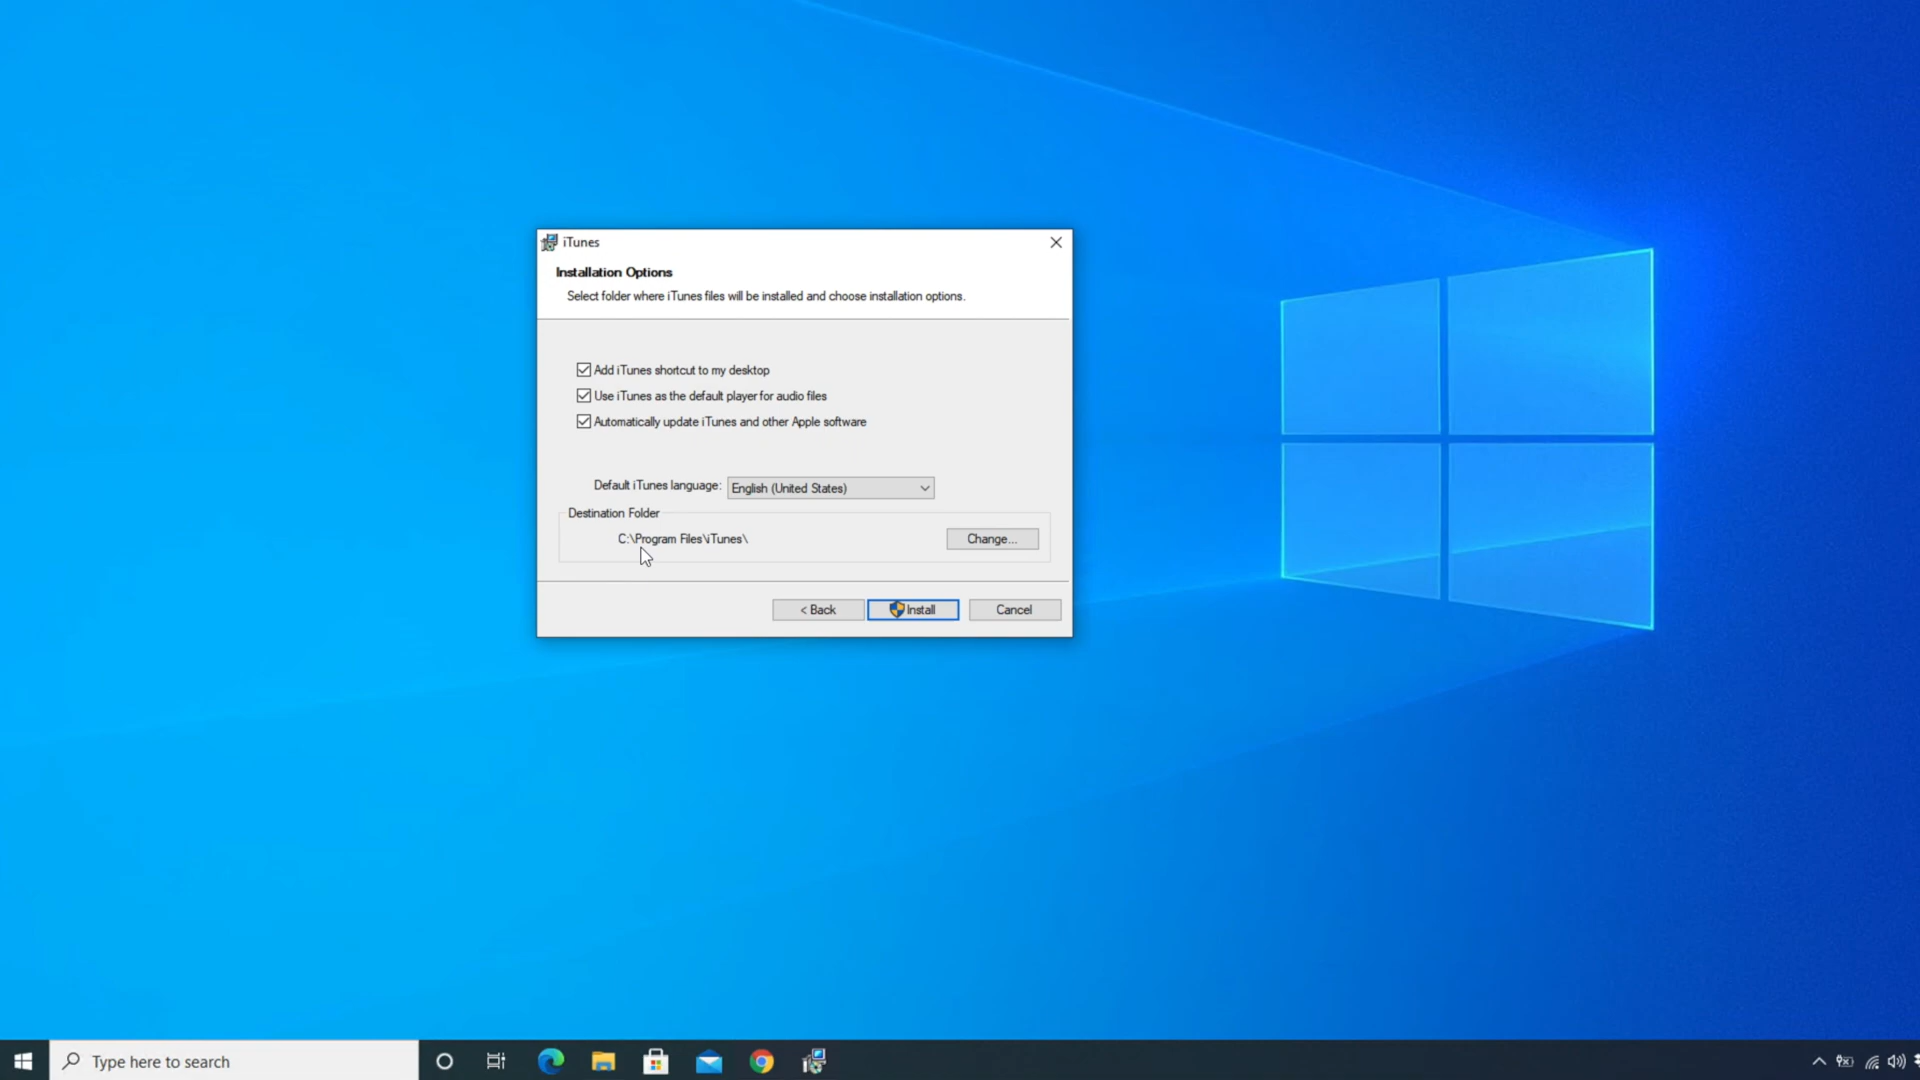 iTunes
Installation Options
Select folder where iTunes files will be installed and choose installation options.
Add iTunes shortcut to my desktop
Use iTunes as the default player for audio files
Automatically update iTunes and other Apple software
Default iTunes language: English (United States)
Destination Folder
C:\Program Files\iTunes\ Change...
< Back Install Cancel
Type here to search